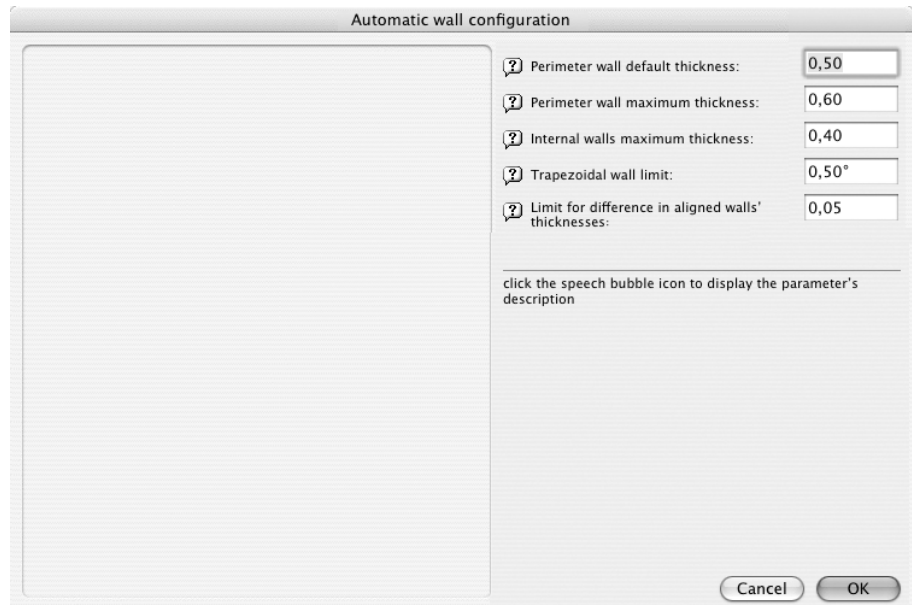 Automatic wall configuration
Perimeter wall default thickness:
0,50
Perimeter wall maximum thickness:
0,60
Internal walls maximum thickness:
0,40
Trapezoidal wall limit:
0,50°
Limit for difference in aligned walls'
thicknesses:
0,05
click the speech bubble icon to display the parameter's
description
Cancel
OK